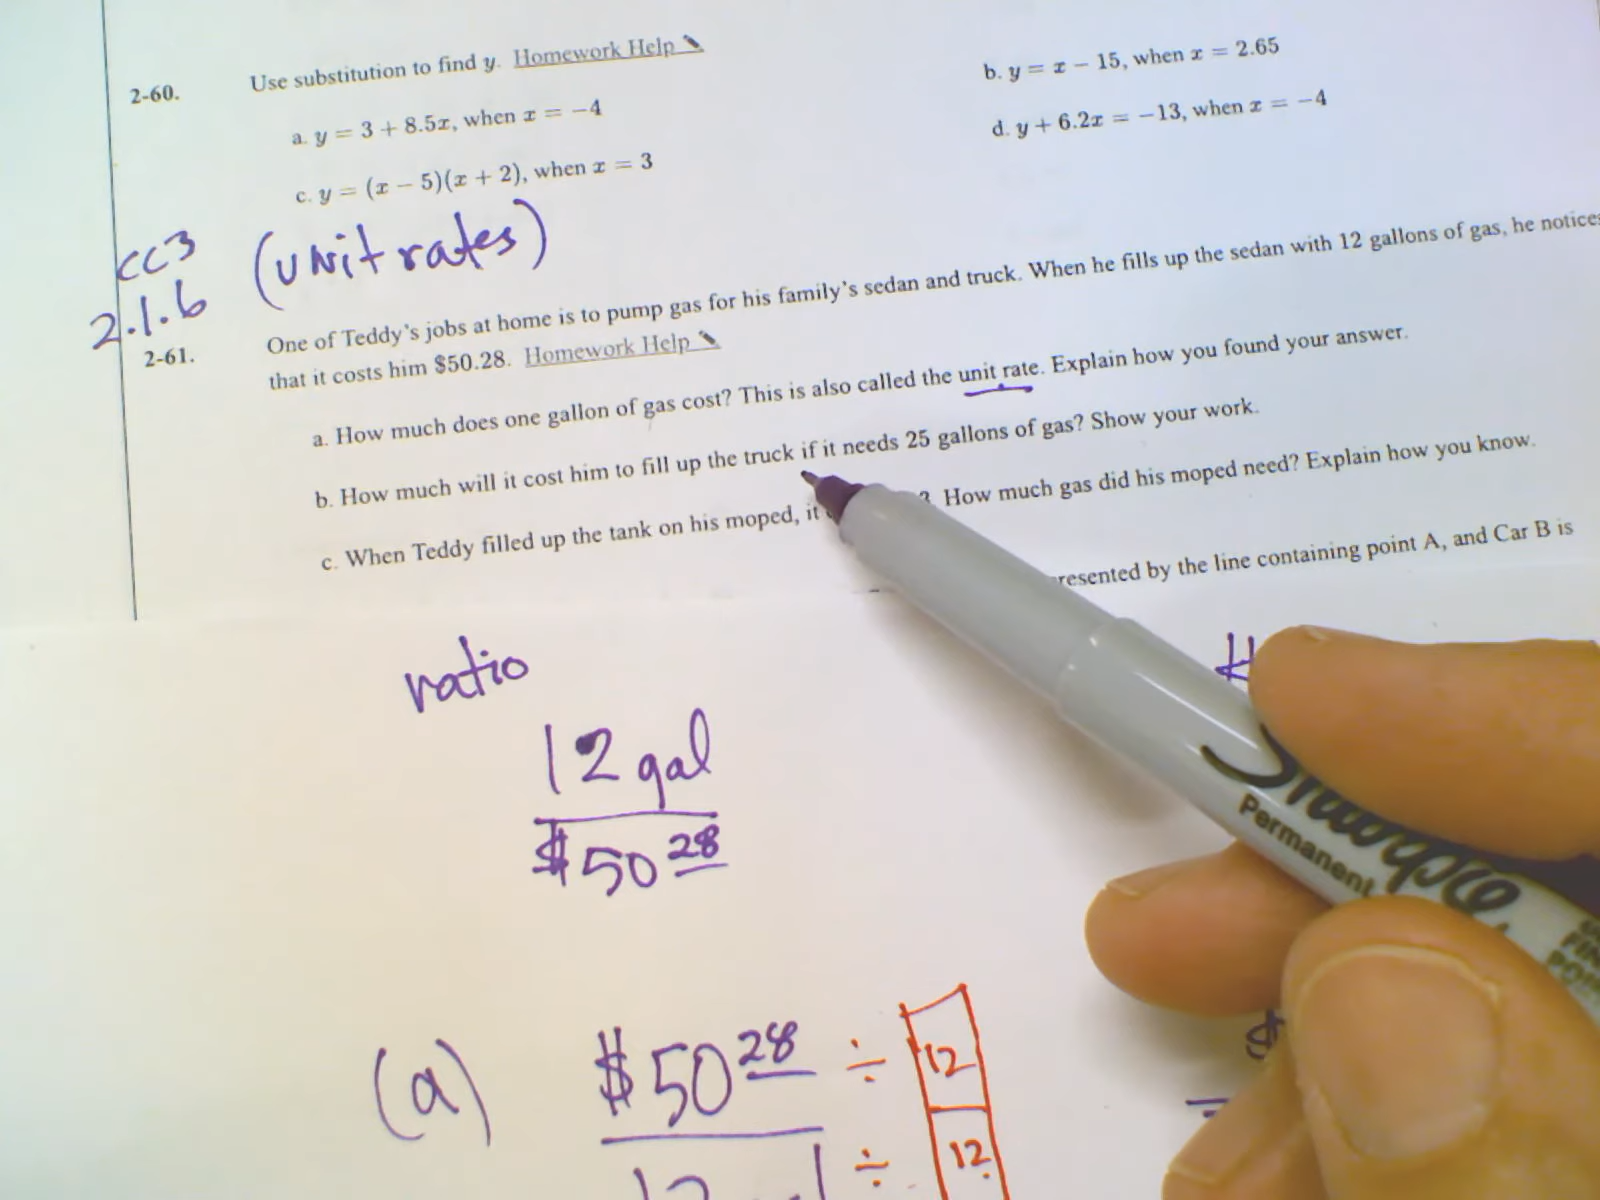 2-60. Use substitution to find y. Homework Help
a. y = 3 + 8.5x, when x = −4
b. y = x − 15, when x = 2.65
c. y = (x − 5)(x + 2), when x = 3
d. y + 6.2x = −13, when x = −4
CC3 (unit rates)
2.1.6
2-61. One of Teddy's jobs at home is to pump gas for his family's sedan and truck. When he fills up the sedan with 12 gallons of gas, he notices
that it costs him $50.28. Homework Help
a. How much does one gallon of gas cost? This is also called the unit rate. Explain how you found your answer.
b. How much will it cost him to fill up the truck if it needs 25 gallons of gas? Show your work.
c. When Teddy filled up the tank on his moped, it How much gas did his moped need? Explain how you know.
by the line containing point A, and Car B is
ratio
12 gal
$50 28
(a) $50 28 ÷ 12
÷ 12
Sharpie
Permanent